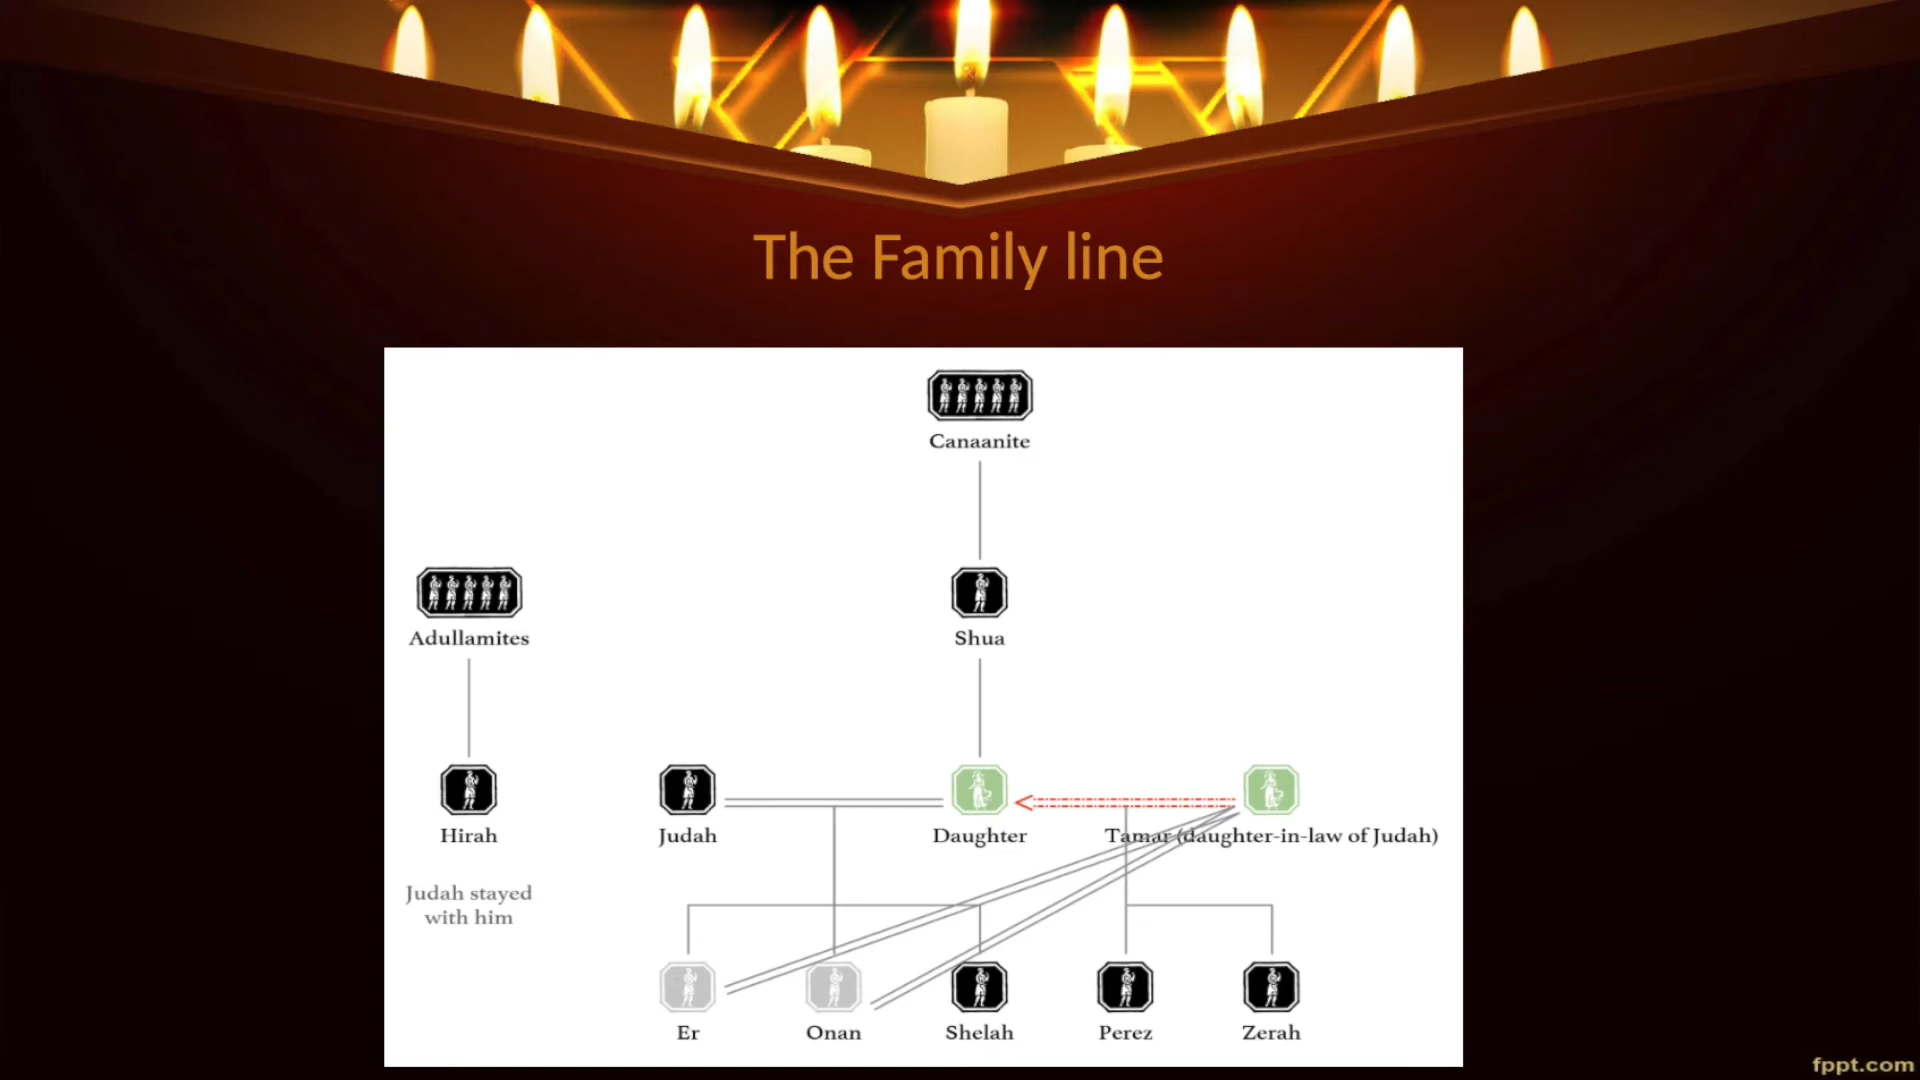 The Family line
Canaanite
Adullamites
Shua
Hirah
Judah
Daughter
Tamar (daughter-in-law of Judah)
Judah stayed
with him
Er
Onan
Shelah
Perez
Zerah
fppt.com